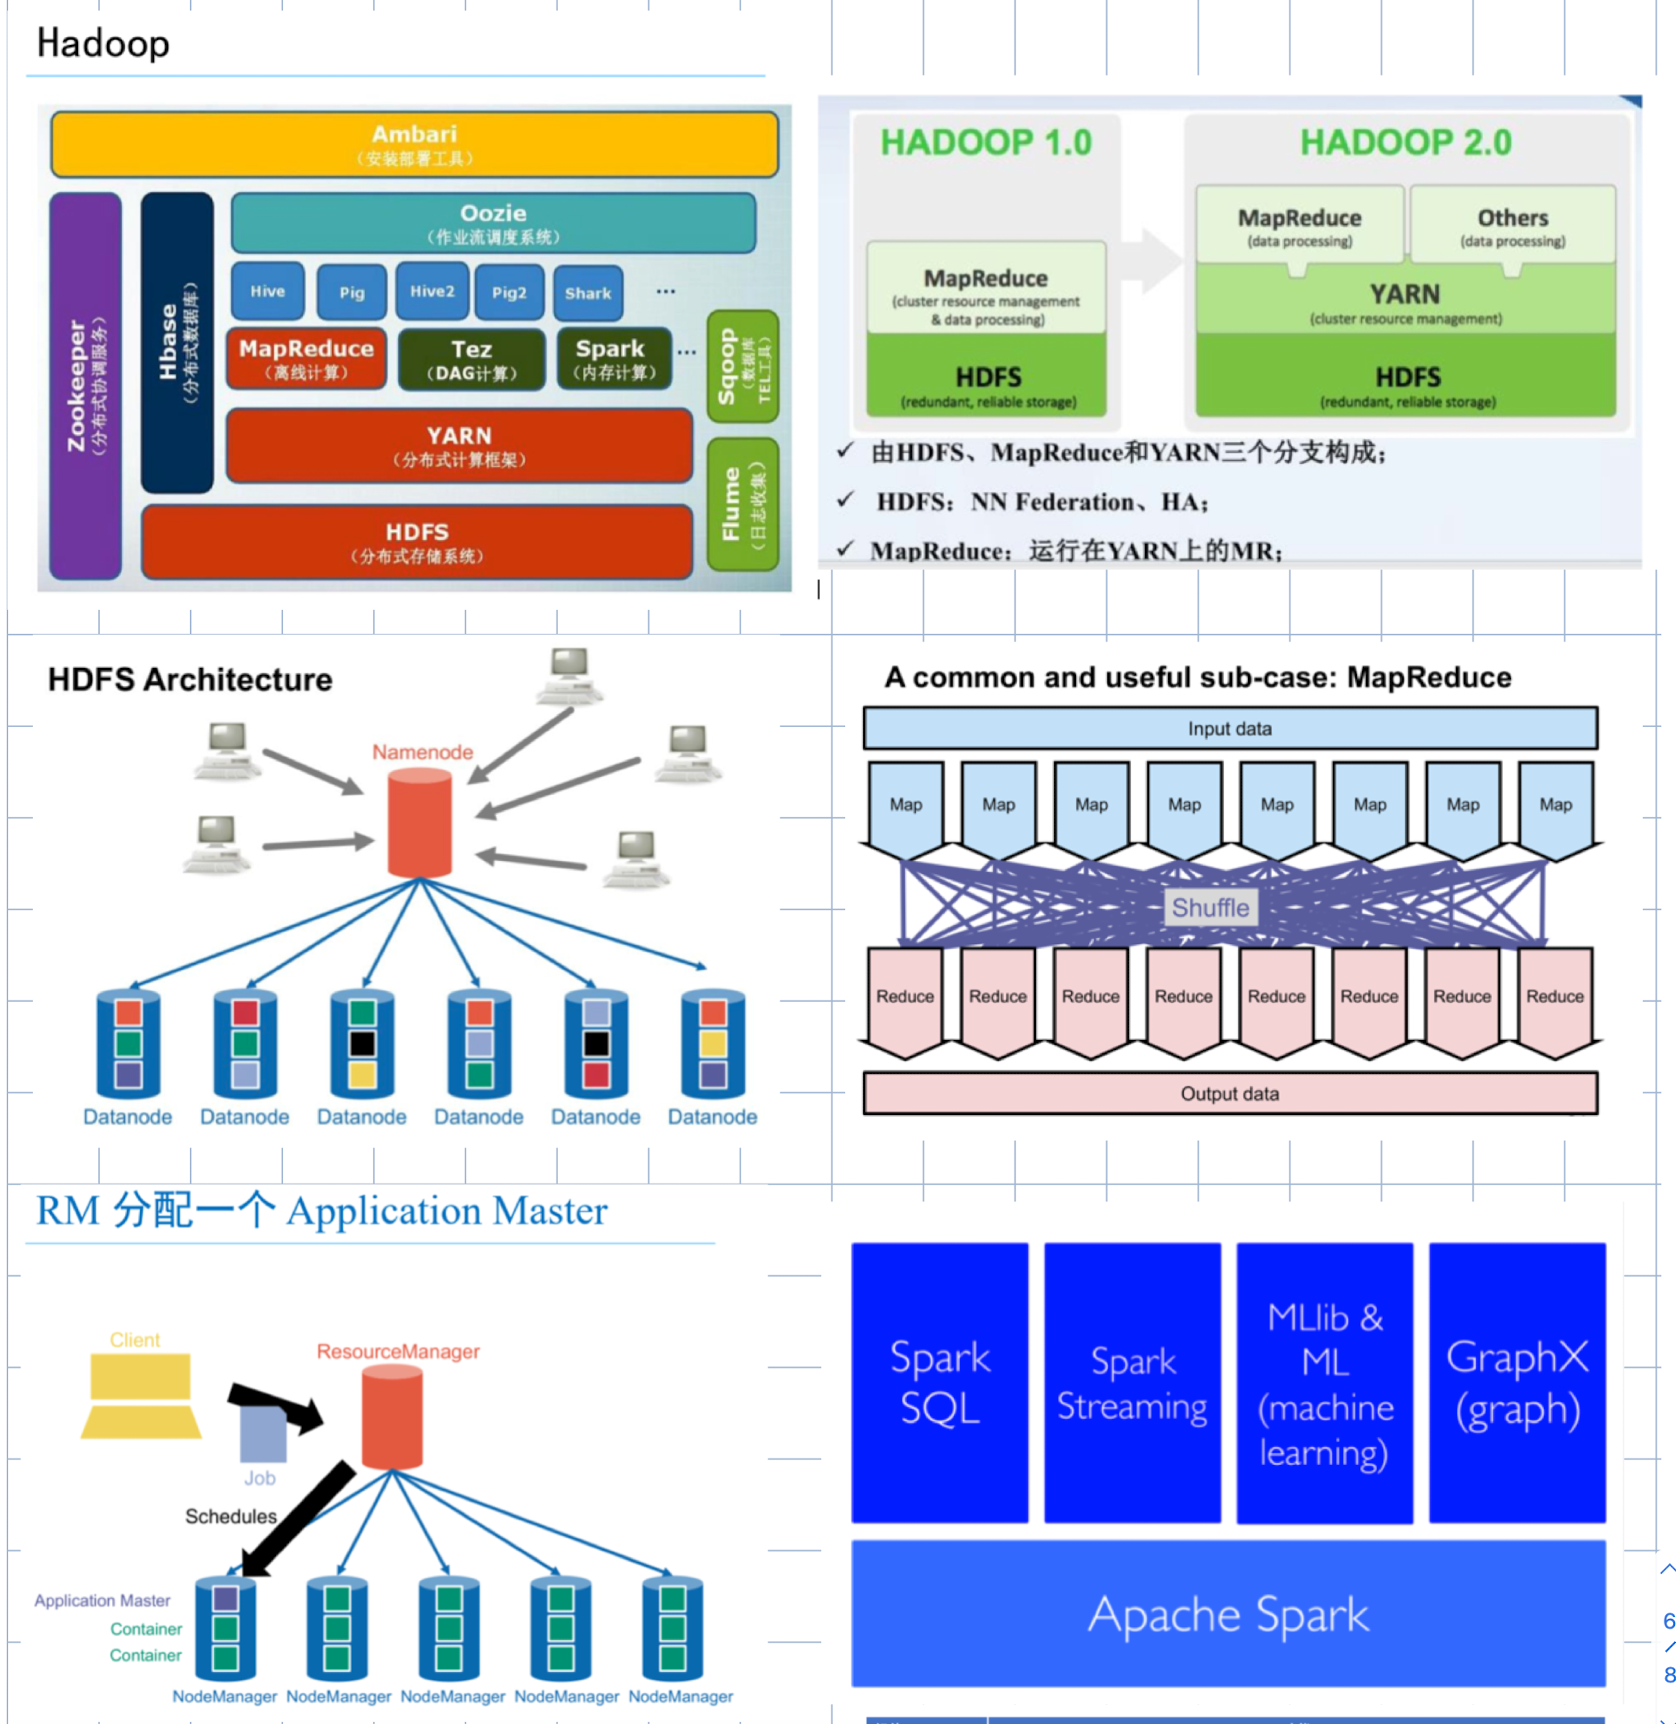 Hadoop
Ambari
（安装部署工具）
Zookeeper
（分布式协调服务）
Hbase
（分布式数据库）
Oozie
（作业流调度系统）
Hive
Pig
Hive2
Pig2
Shark
...
MapReduce
（离线计算）
Tez
（DAG计算）
Spark
（内存计算）
...
Sqoop
（数据库
TEL工具）
YARN
（分布式计算框架）
Flume
（日志收集）
HDFS
（分布式存储系统）
HADOOP 1.0
MapReduce
(cluster resource management
& data processing)
HDFS
(redundant, reliable storage)
HADOOP 2.0
MapReduce
(data processing)
Others
(data processing)
YARN
(cluster resource management)
HDFS
(redundant, reliable storage)
✓ 由HDFS、MapReduce和YARN三个分支构成；
✓ HDFS：NN Federation、HA；
✓ MapReduce：运行在YARN上的MR；
HDFS Architecture
Namenode
Datanode Datanode Datanode Datanode Datanode Datanode
A common and useful sub-case: MapReduce
Input data
Map Map Map Map Map Map Map Map
Shuffle
Reduce Reduce Reduce Reduce Reduce Reduce Reduce Reduce
Output data
RM 分配一个 Application Master
Client
ResourceManager
Job
Schedules
Application Master
Container
Container
NodeManager NodeManager NodeManager NodeManager NodeManager
Spark
SQL
Spark
Streaming
MLlib &
ML
(machine
learning)
GraphX
(graph)
Apache Spark
6
/
8